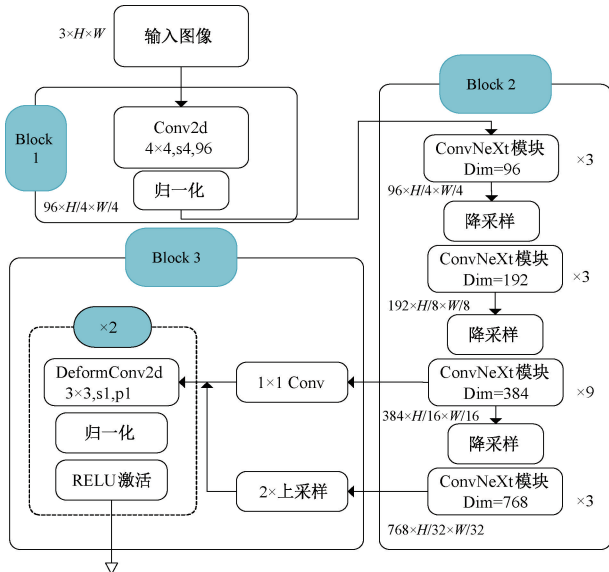 3×H×W
输入图像
Block
1
Conv2d
4×4,s4,96
归一化
96×H/4×W/4
Block 2
ConvNeXt模块
Dim=96
×3
96×H/4×W/4
降采样
ConvNeXt模块
Dim=192
×3
192×H/8×W/8
降采样
ConvNeXt模块
Dim=384
×9
384×H/16×W/16
降采样
ConvNeXt模块
Dim=768
×3
768×H/32×W/32
Block 3
×2
DeformConv2d
3×3,s1,p1
归一化
RELU激活
1×1 Conv
2×上采样